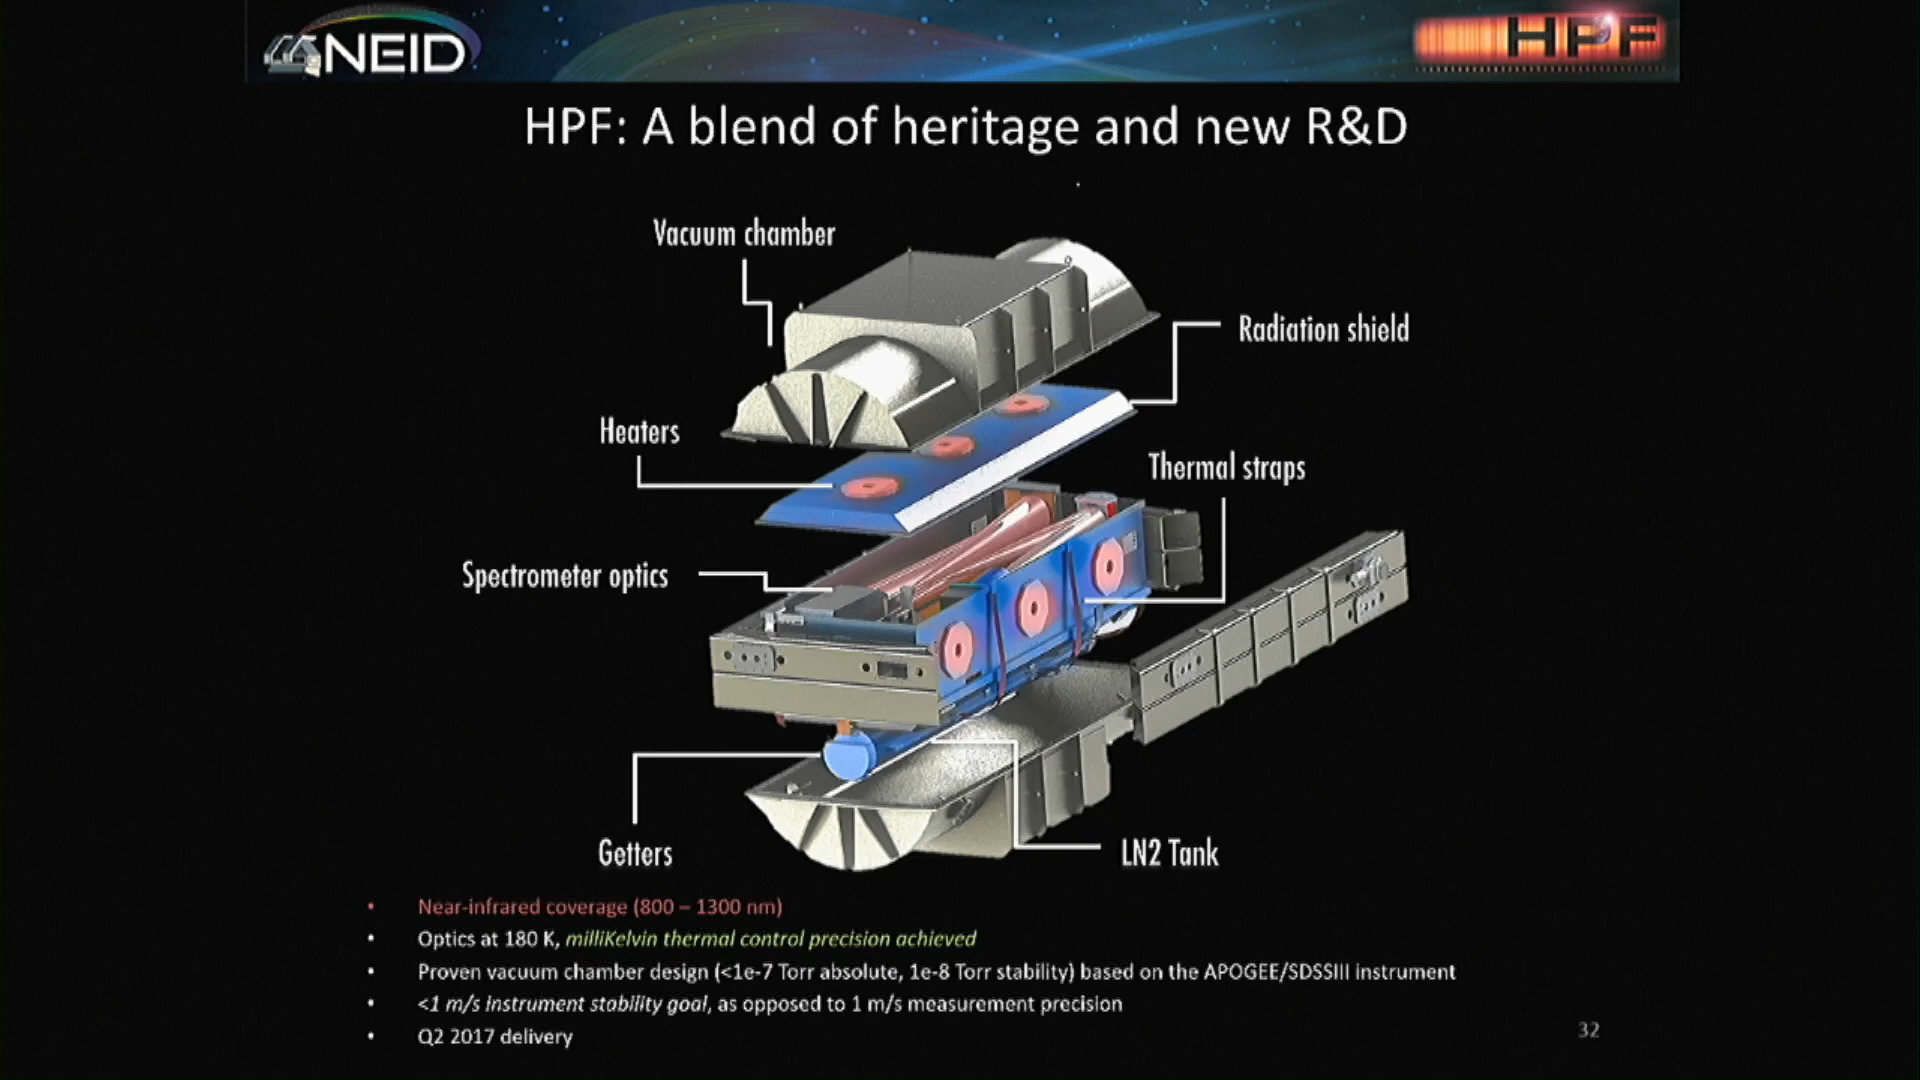 NEID
HPF
HPF: A blend of heritage and new R&D
Vacuum chamber
Radiation shield
Heaters
Thermal straps
Spectrometer optics
Getters
LN2 Tank
• Near-infrared coverage (800 – 1300 nm)
• Optics at 180 K, milliKelvin thermal control precision achieved
• Proven vacuum chamber design (<1e-7 Torr absolute, 1e-8 Torr stability) based on the APOGEE/SDSSIII instrument
• <1 m/s instrument stability goal, as opposed to 1 m/s measurement precision
• Q2 2017 delivery
32